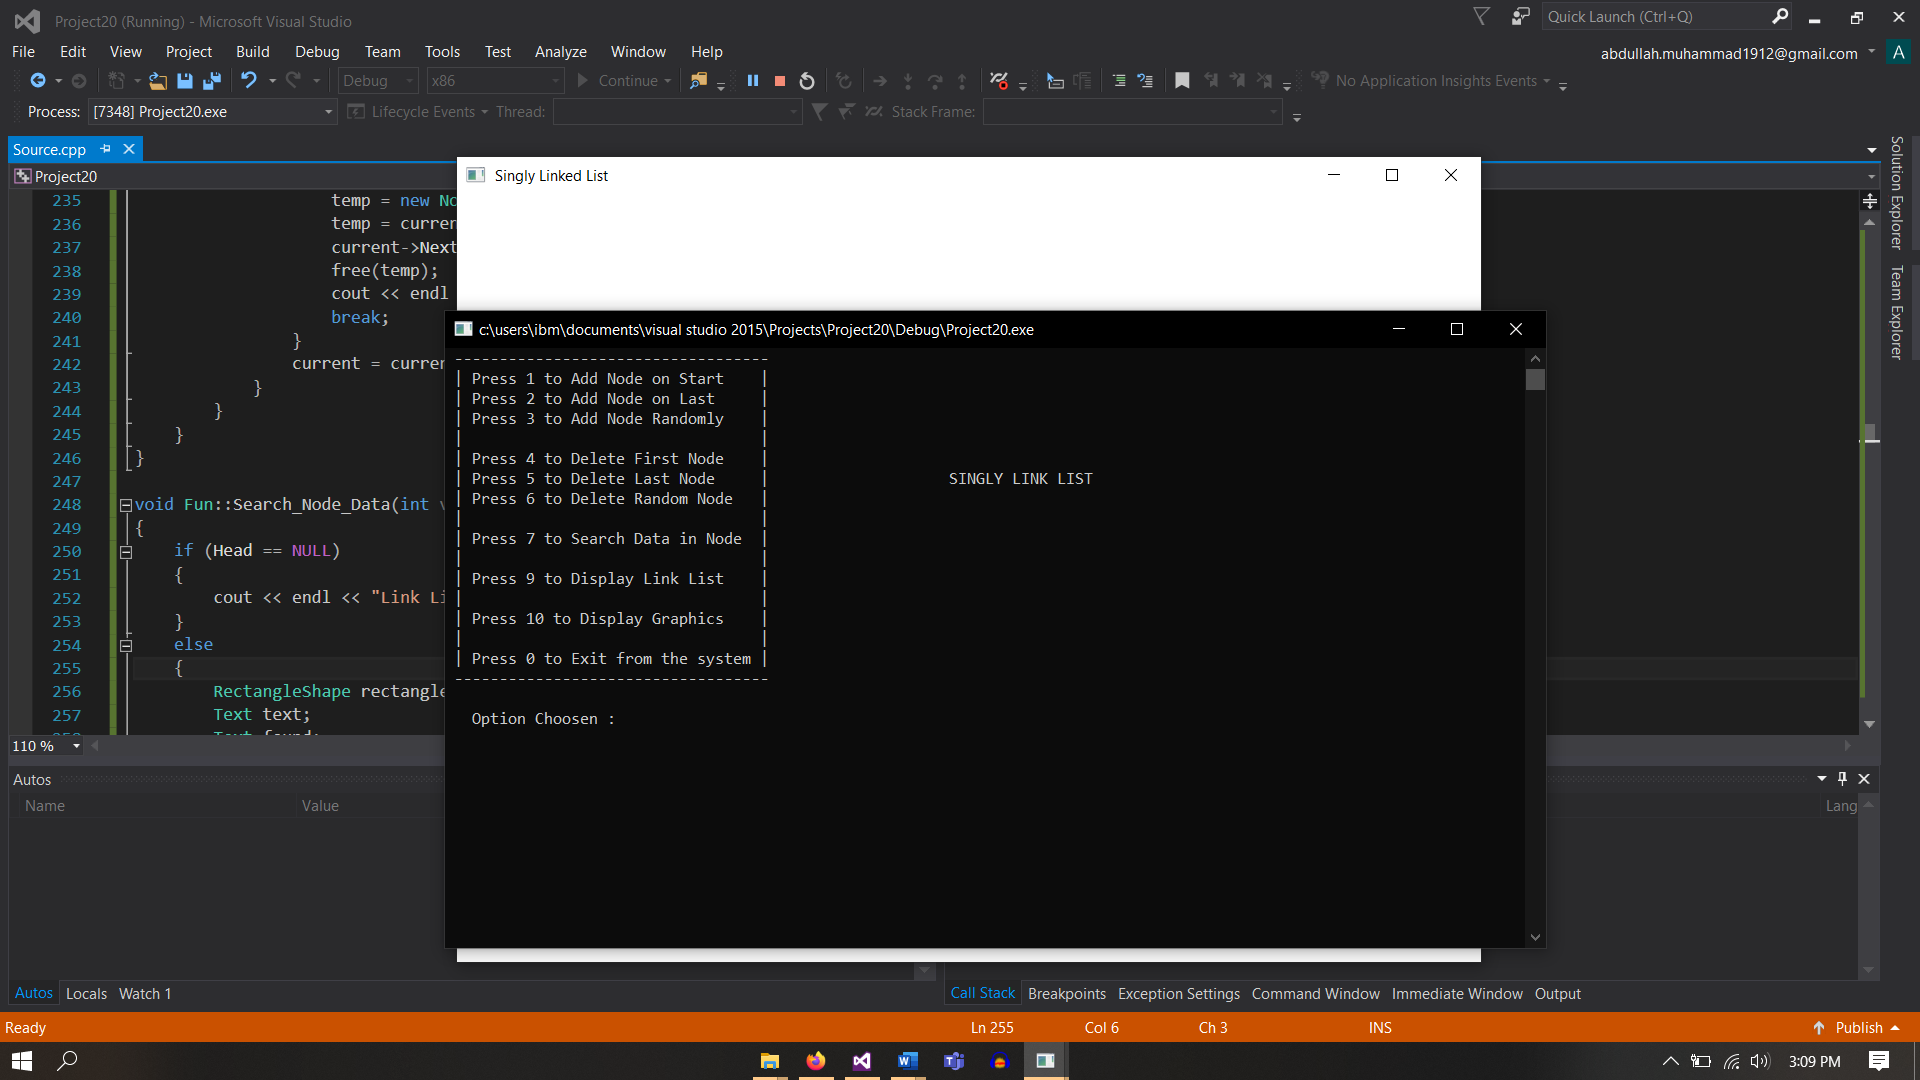 Project20 (Running) - Microsoft Visual Studio
Quick Launch (Ctrl+Q)
File Edit View Project Build Debug Team Tools Test Analyze Window Help
abdullah.muhammad1912@gmail.com A
Debug x86 Continue No Application Insights Events
Process: [7348] Project20.exe Lifecycle Events Thread: Stack Frame:
Source.cpp
Project20
Solution Explorer
Team Explorer
235 temp = new No
236 temp = curren
237 current->Next
238 free(temp);
239 cout << endl
240 break;
241 }
242 current = curre
243 }
244 }
245 }
246 }
247
248 void Fun::Search_Node_Data(int
249 {
250 if (Head == NULL)
251 {
252 cout << endl << "Link Li
253 }
254 else
255 {
256 RectangleShape rectangle
257 Text text;
Singly Linked List
c:\users\ibm\documents\visual studio 2015\Projects\Project20\Debug\Project20.exe
-----------------------------------
| Press 1 to Add Node on Start |
| Press 2 to Add Node on Last |
| Press 3 to Add Node Randomly |
| |
| Press 4 to Delete First Node |
| Press 5 to Delete Last Node | SINGLY LINK LIST
| Press 6 to Delete Random Node |
| |
| Press 7 to Search Data in Node |
| |
| Press 9 to Display Link List |
| |
| Press 10 to Display Graphics |
| |
| Press 0 to Exit from the system |
-----------------------------------
Option Choosen :
110 %
Autos
Name Value Lang
Autos Locals Watch 1
Call Stack Breakpoints Exception Settings Command Window Immediate Window Output
Ready Ln 255 Col 6 Ch 3 INS Publish
3:09 PM